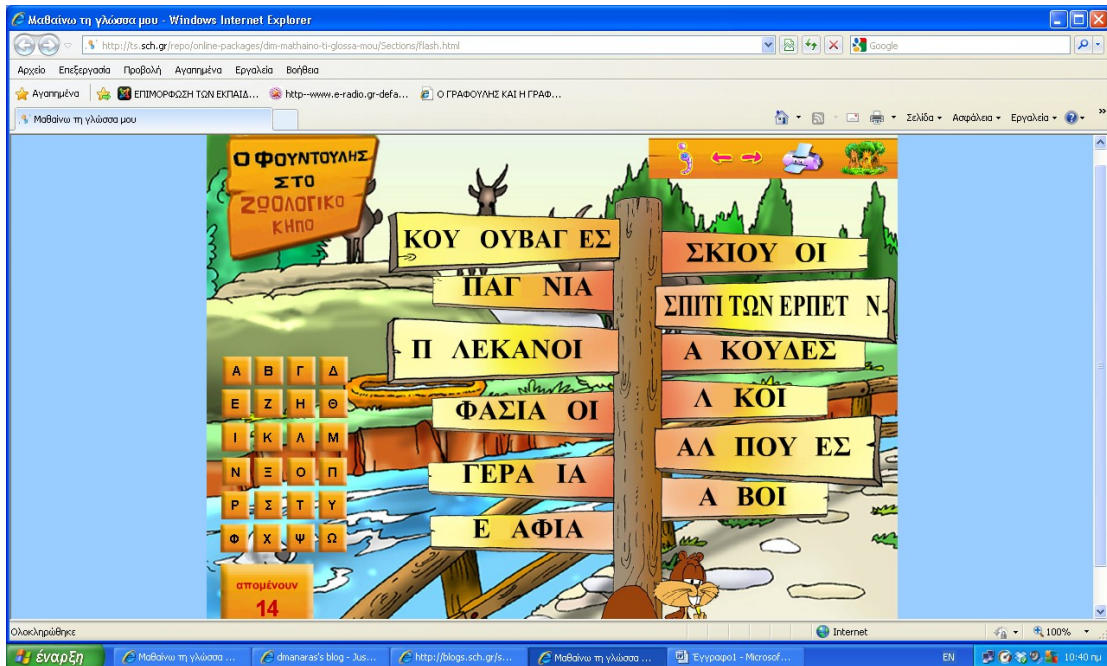 Μαθαίνω τη γλώσσα μου - Windows Internet Explorer
http://ts.sch.gr/repo/online-packages/dim-mathaino-ti-glossa-mou/Sections/flash.html
Google
Αρχείο Επεξεργασία Προβολή Αγαπημένα Εργαλεία Βοήθεια
Αγαπημένα ΕΠΙΜΟΡΦΩΣΗ ΤΩΝ ΕΚΠΑΙΔ... http--www.e-radio.gr-defa... Ο ΓΡΑΦΟΥΛΗΣ ΚΑΙ Η ΓΡΑΦ...
Μαθαίνω τη γλώσσα μου Σελίδα Ασφάλεια Εργαλεία
Ο ΦΟΥΝΤΟΥΛΗΣ
ΣΤΟ
ΖΩΟΛΟΓΙΚΟ
ΚΗΠΟ
ΚΟΥ ΟΥΒΑΓ ΕΣ
ΠΑΓ ΝΙΑ
Π ΛΕΚΑΝΟΙ
ΦΑΣΙΑ ΟΙ
ΓΕΡΑ ΙΑ
Ε ΑΦΙΑ
ΣΚΙΟΥ ΟΙ
ΣΠΙΤΙ ΤΩΝ ΕΡΠΕΤ Ν
Α ΚΟΥΔΕΣ
Λ ΚΟΙ
ΑΛ ΠΟΥ ΕΣ
Α ΒΟΙ
Α Β Γ Δ
Ε Ζ Η Θ
Ι Κ Λ Μ
Ν Ξ Ο Π
Ρ Σ Τ Υ
Φ Χ Ψ Ω
απομένουν
14
Ολοκληρώθηκε Internet 100%
έναρξη Μαθαίνω τη γλώσσα ... dmanaras's blog - Jus... http://blogs.sch.gr/s... Μαθαίνω τη γλώσσα ... Έγγραφο1 - Microsof... EN 10:40 πμ